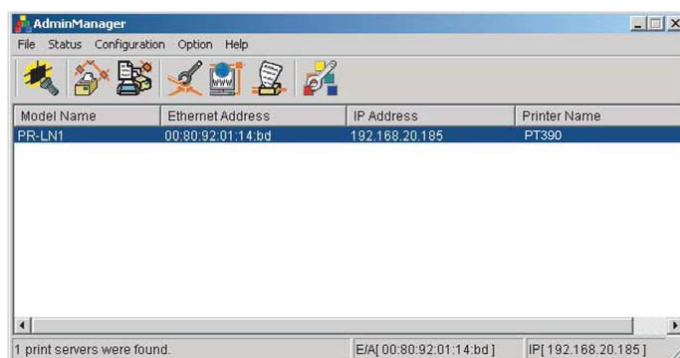 AdminManager
File Status Configuration Option Help
WWW
Model Name Ethernet Address IP Address Printer Name
PR-LN1 00:80:92:01:14:bd 192.168.20.185 PT390
1 print servers were found. E/A[ 00:80:92:01:14:bd ] IP[ 192.168.20.185 ]